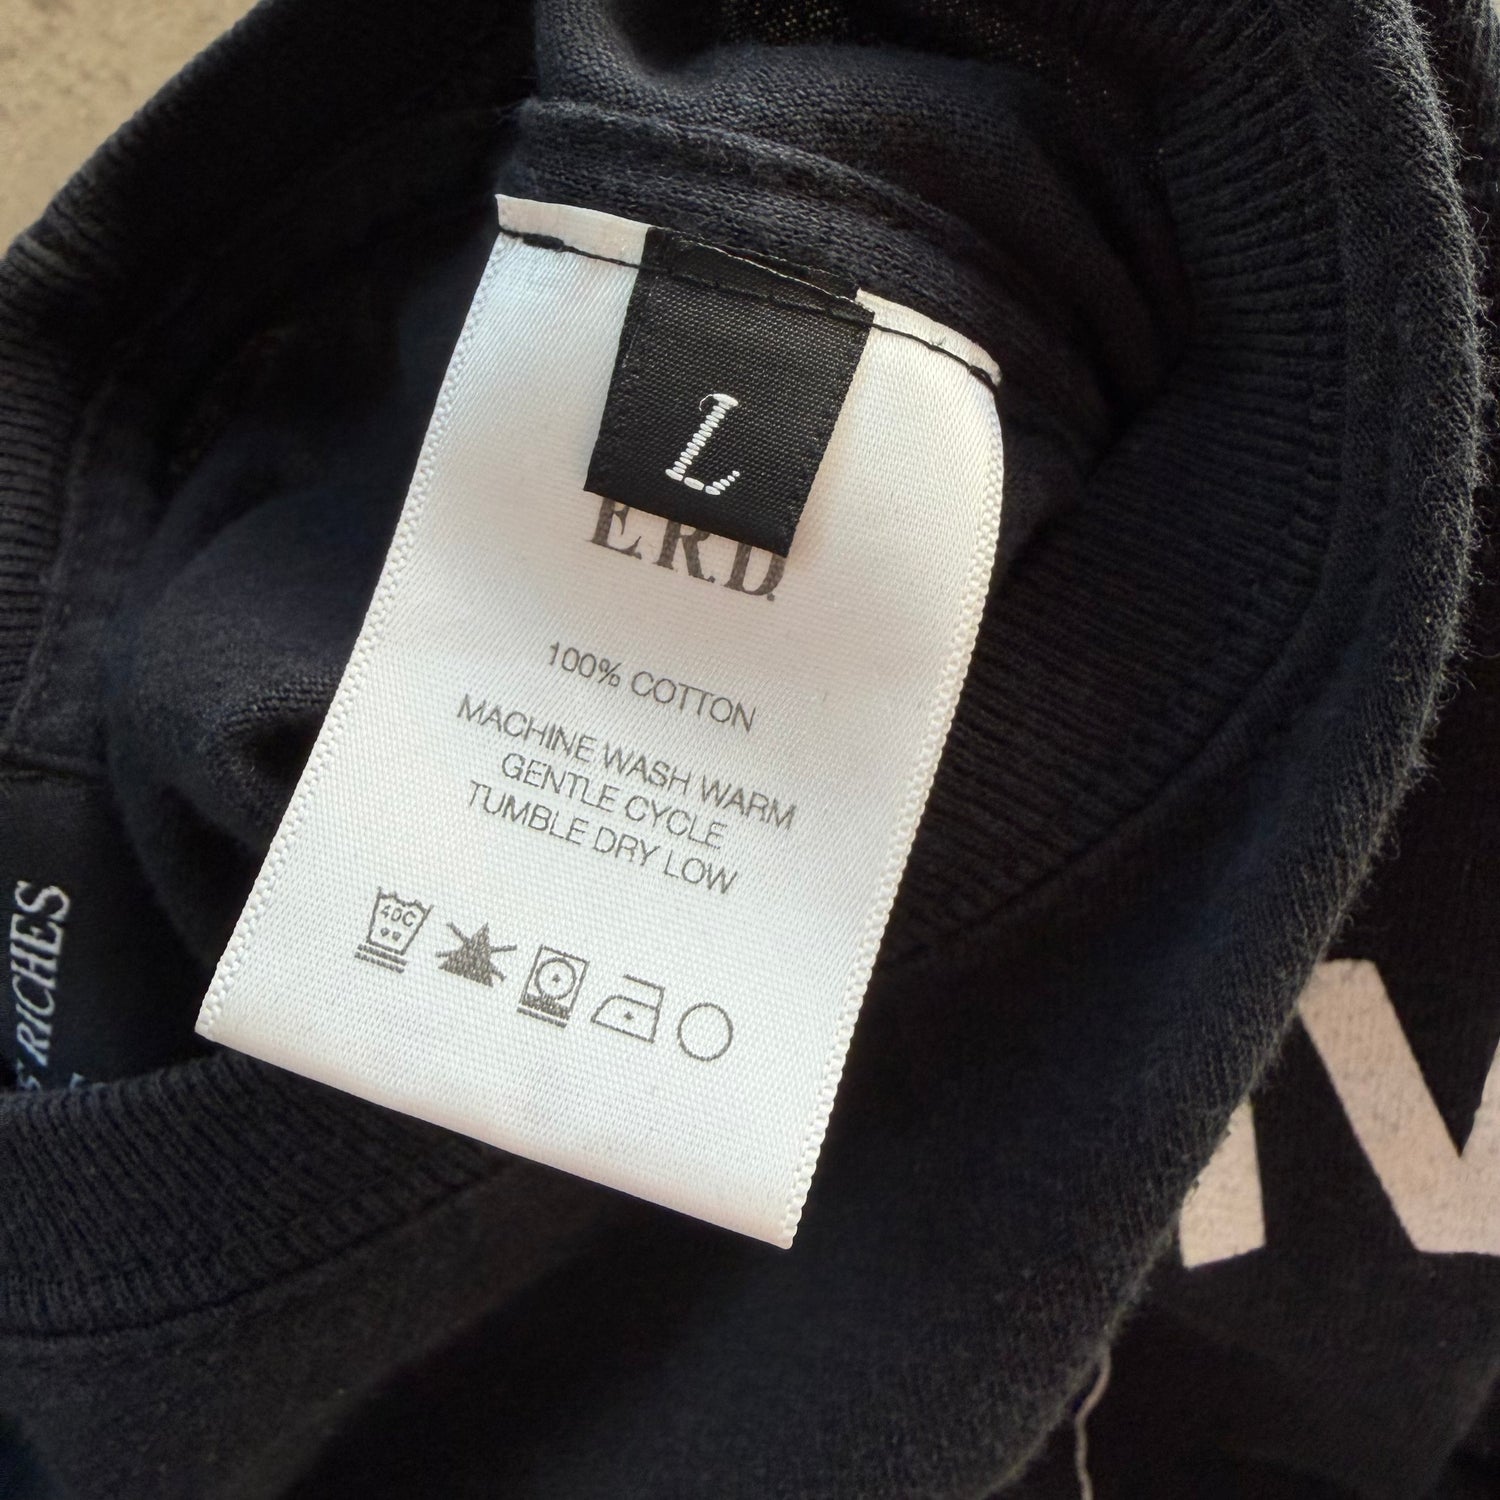 L
E.R.D.
100% COTTON
MACHINE WASH WARM
GENTLE CYCLE
TUMBLE DRY LOW
40C
RICHES